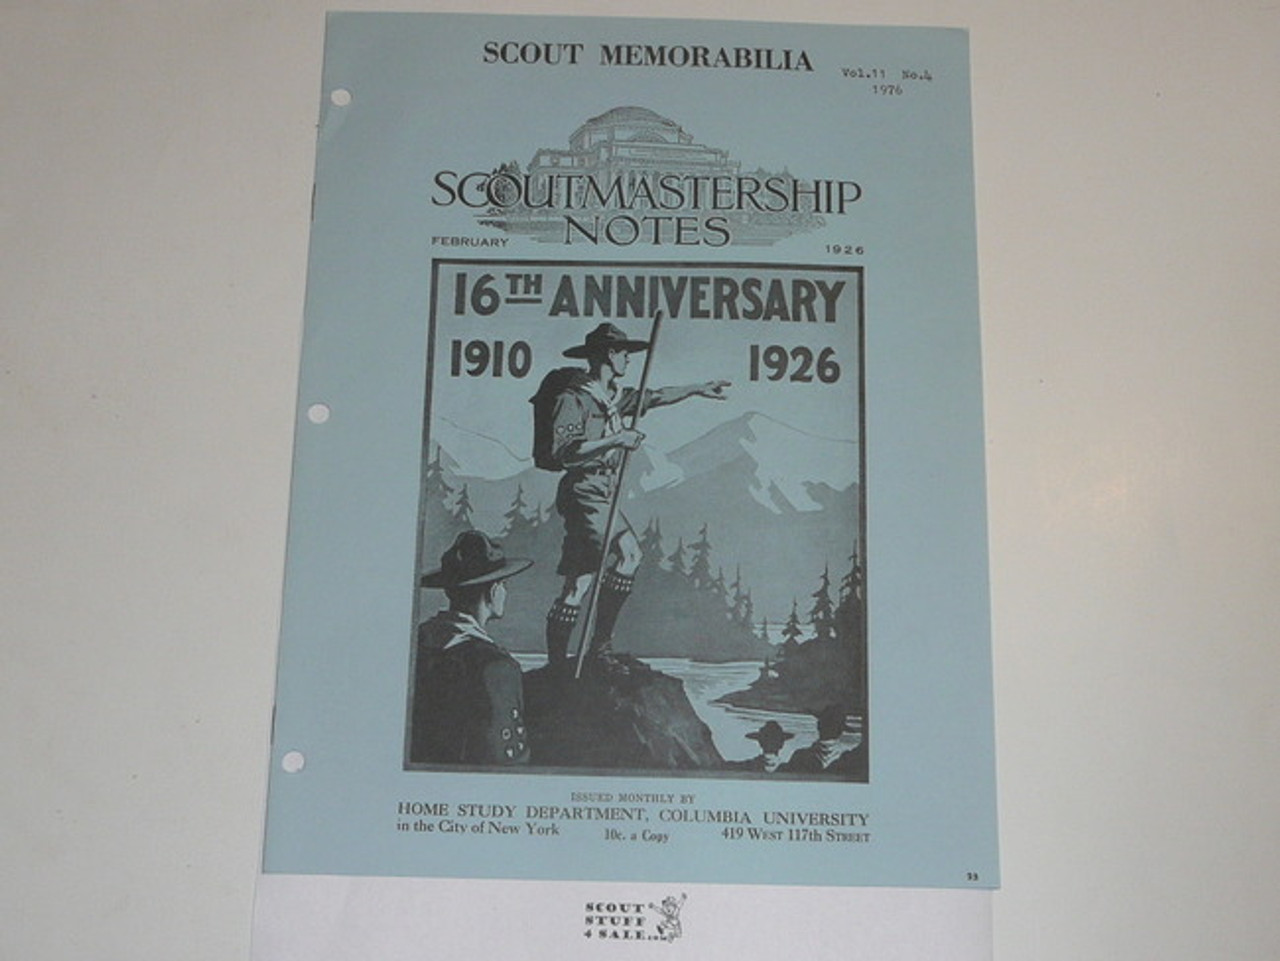 SCOUT MEMORABILIA
Vol.11 No.4
1976
SCOUTMASTERSHIP
NOTES
FEBRUARY
1926
16TH ANNIVERSARY
1910
1926
ISSUED MONTHLY BY
HOME STUDY DEPARTMENT, COLUMBIA UNIVERSITY
in the City of New York 10c. a Copy 419 WEST 117th STREET
SCOUT
STUFF
4 SALE.com